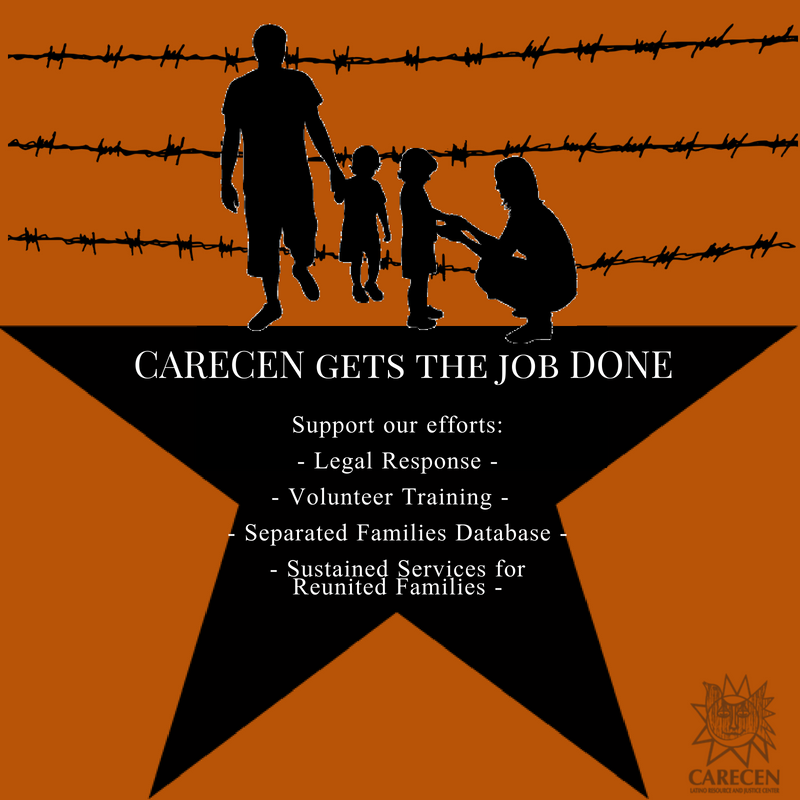 CARECEN GETS THE JOB DONE
Support our efforts:
- Legal Response -
- Volunteer Training -
- Separated Families Database -
- Sustained Services for
Reunited Families -
CARECEN
LATINO RESOURCE AND JUSTICE CENTER